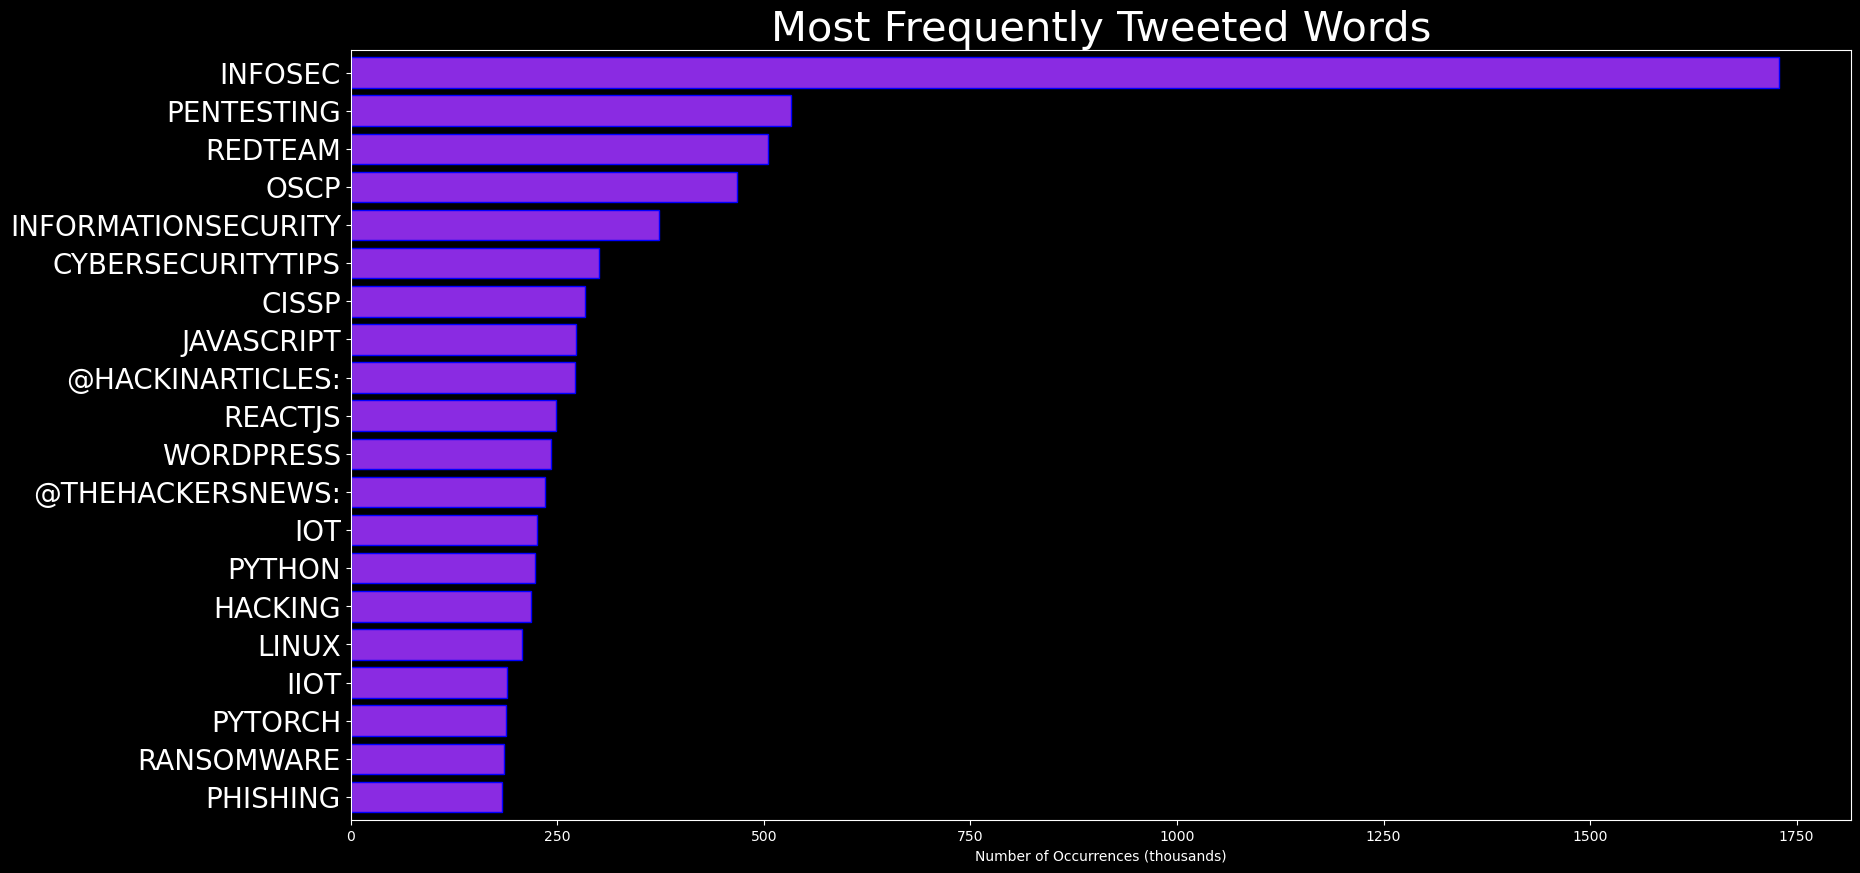 Most Frequently Tweeted Words
INFOSEC
PENTESTING
REDTEAM
OSCP
INFORMATIONSECURITY
CYBERSECURITYTIPS
CISSP
JAVASCRIPT
@HACKINARTICLES:
REACTJS
WORDPRESS
@THEHACKERSNEWS:
IOT
PYTHON
HACKING
LINUX
IIOT
PYTORCH
RANSOMWARE
PHISHING
0 250 500 750 1000 1250 1500 1750
Number of Occurrences (thousands)